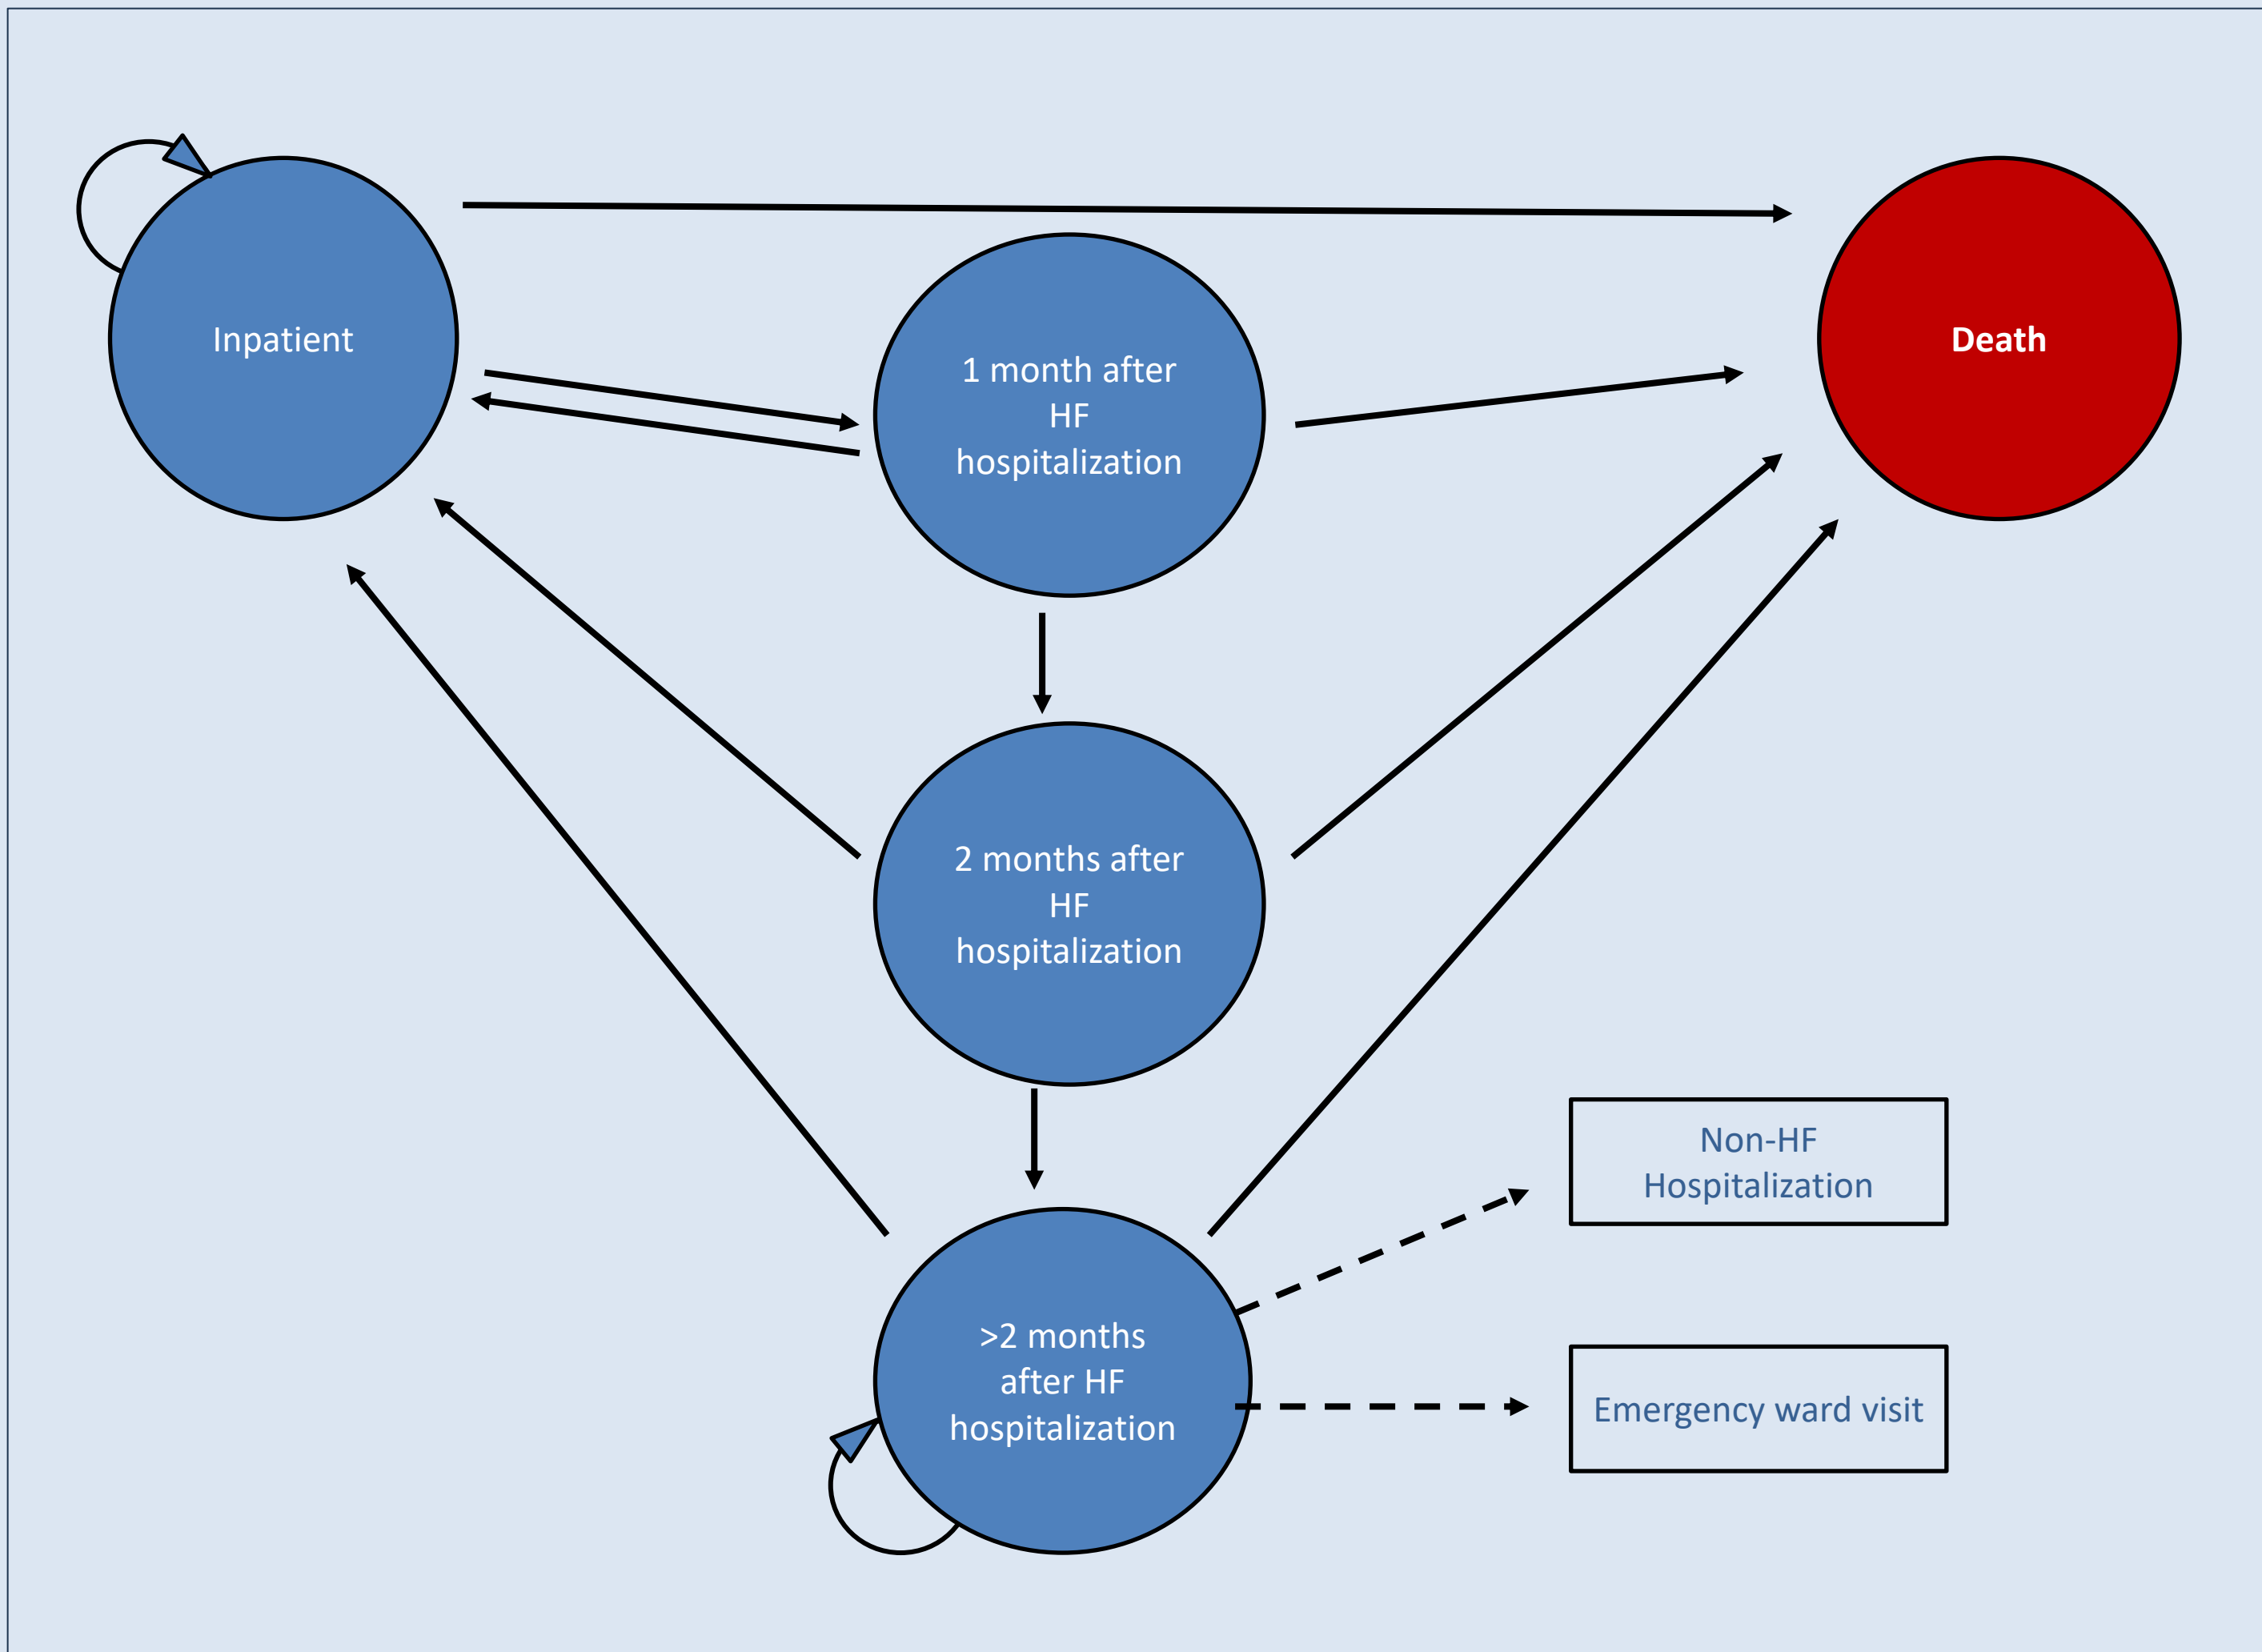 Inpatient
Death
1 month after
HF
hospitalization
2 months after
HF
hospitalization
Non-HF
Hospitalization
>2 months
after HF
hospitalization
Emergency ward visit